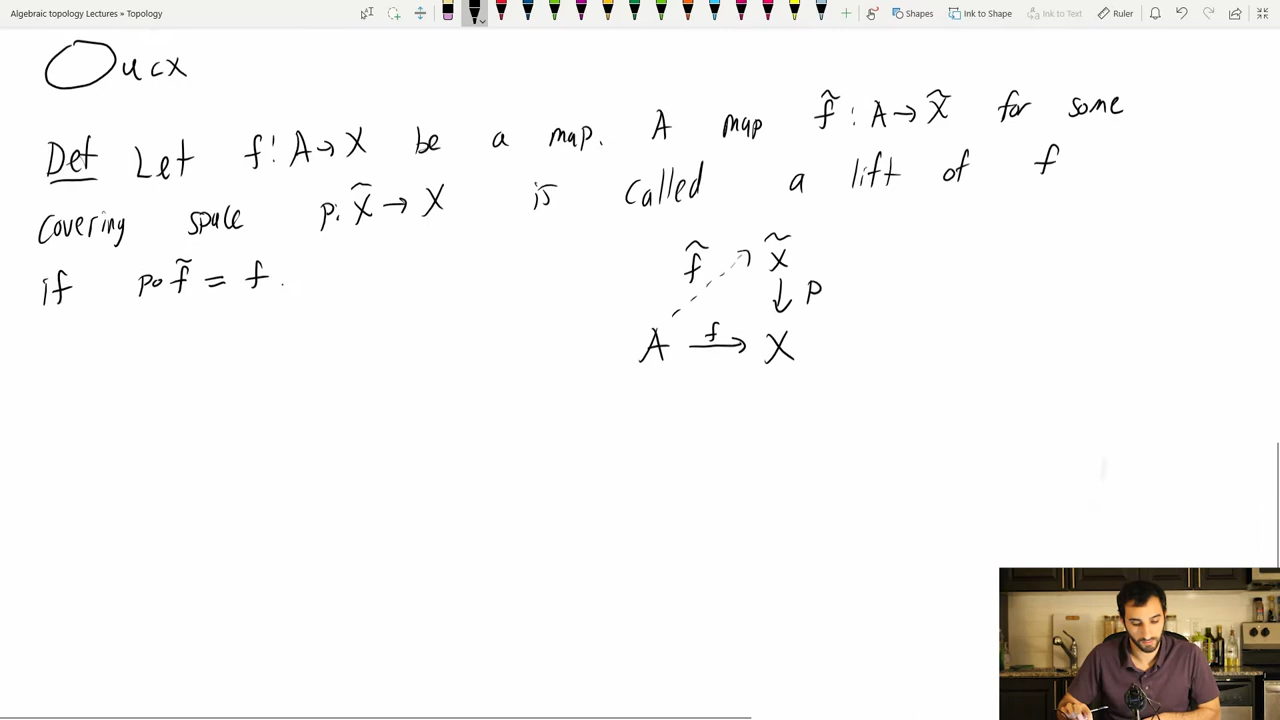 Algebraic topology Lectures » Topology
Shapes
Ink to Shape
Ink to Text
Ruler
U ⊂ X
Def Let f: A → X be a map. A map f̃ : A → X̃ for some
covering space p: X̃ → X is called a lift of f
if p∘f̃ = f.
f̃ X̃
p
A f → X